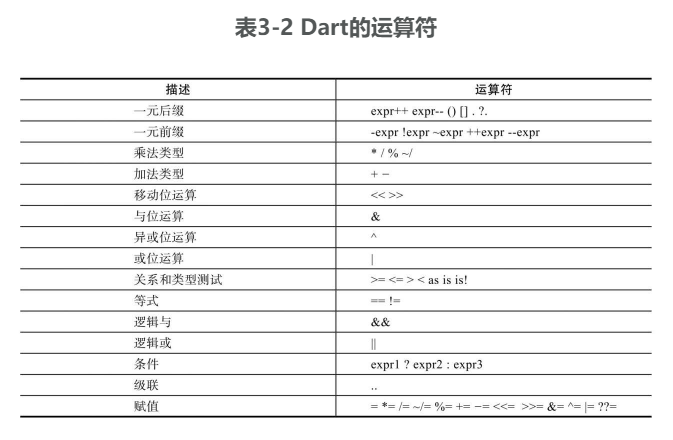 表3-2 Dart的运算符
描述 运算符
一元后缀 expr++ expr-- () [] . ?.
一元前缀 -expr !expr ~expr ++expr --expr
乘法类型 * / % ~/
加法类型 + −
移动位运算 << >>
与位运算 &
异或位运算 ^
或位运算 |
关系和类型测试 >= <= > < as is is!
等式 == !=
逻辑与 &&
逻辑或 ||
条件 expr1 ? expr2 : expr3
级联 ..
赋值 = *= /= ~/= %= += −= <<= >>= &= ^= |= ??=